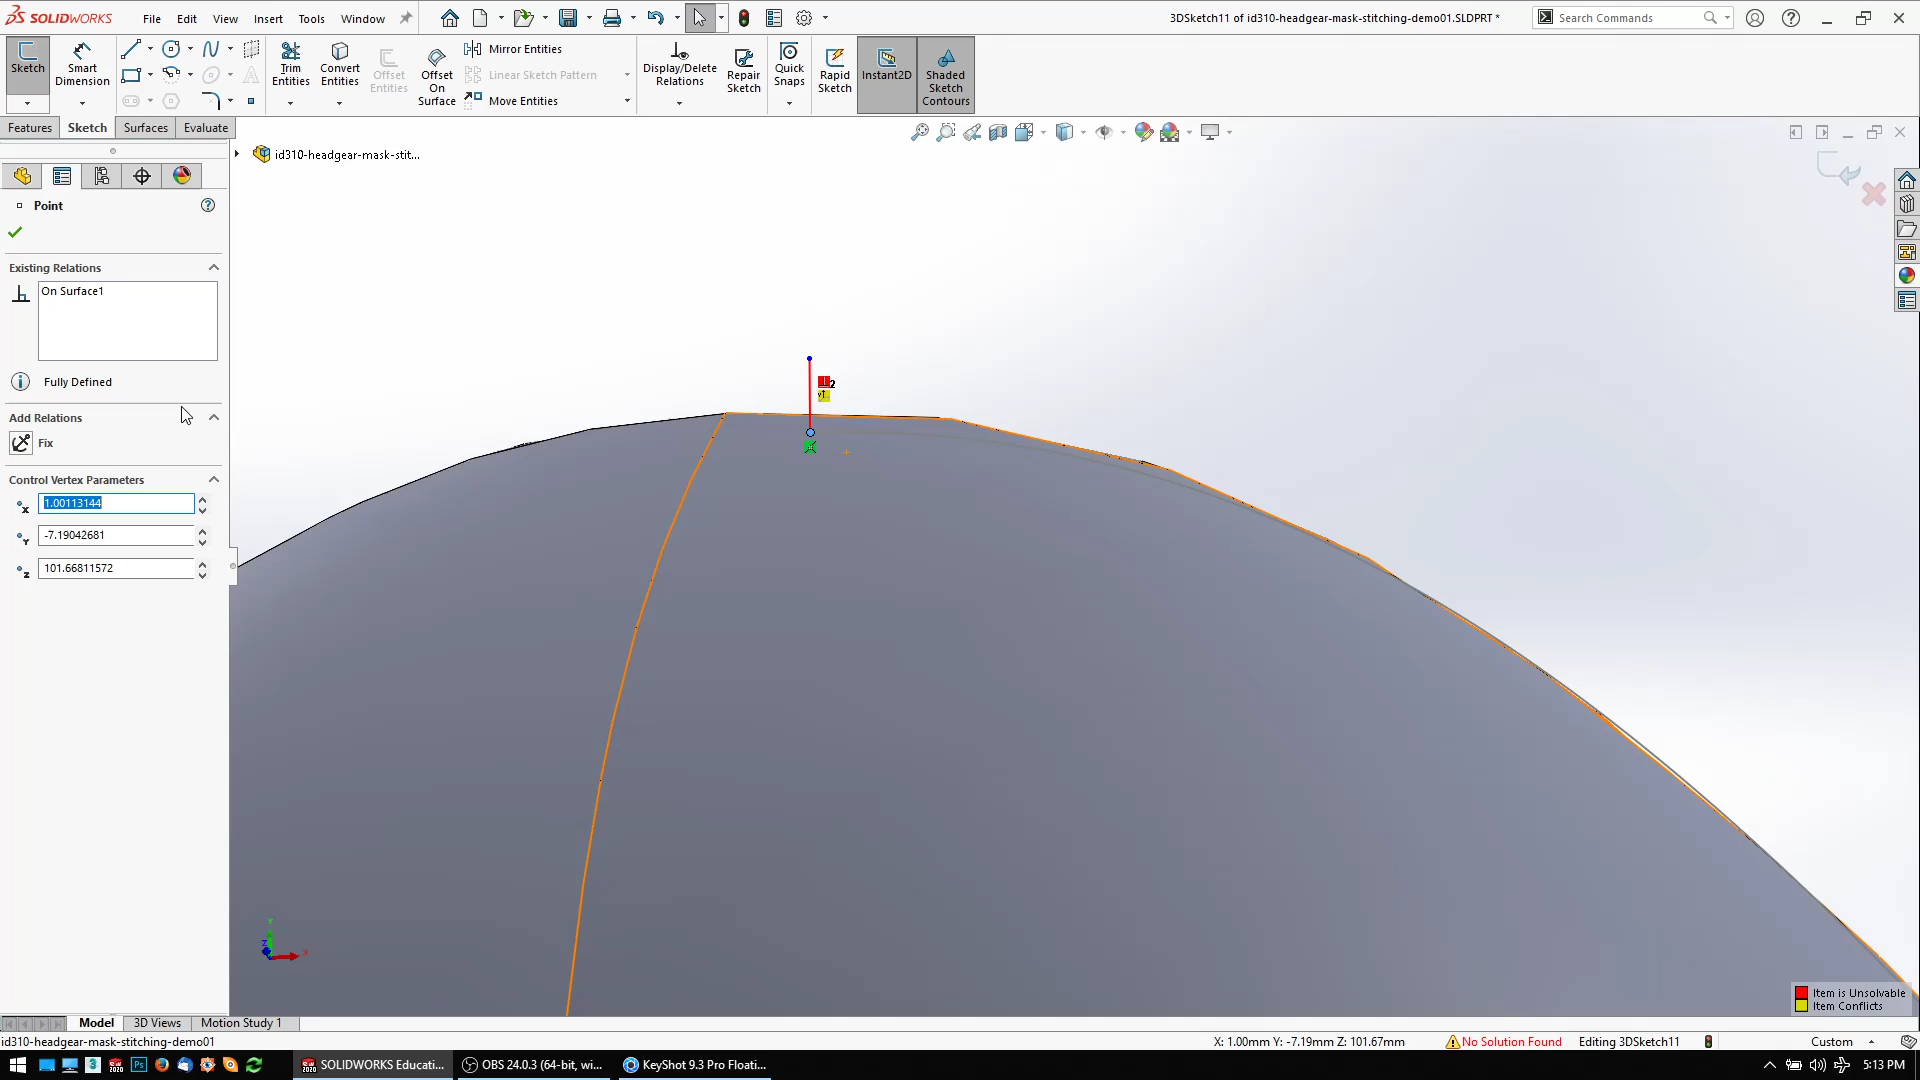 SOLIDWORKS
File
Edit
View
Insert
Tools
Window
3DSketch11 of id310-headgear-mask-stitching-demo01.SLDPRT *
Search Commands
Sketch
Smart Dimension
Trim Entities
Convert Entities
Offset Entities
Offset On Surface
Mirror Entities
Linear Sketch Pattern
Move Entities
Display/Delete Relations
Repair Sketch
Quick Snaps
Rapid Sketch
Instant2D
Shaded Sketch Contours
Features
Sketch
Surfaces
Evaluate
id310-headgear-mask-stit...
Point
Existing Relations
On Surface1
Fully Defined
Add Relations
Fix
Control Vertex Parameters
X
1.00113144
Y
-7.19042681
Z
101.66811572
2
Y
Z
X
Item is Unsolvable
Item Conflicts
Model
3D Views
Motion Study 1
id310-headgear-mask-stitching-demo01
X: 1.00mm Y: -7.19mm Z: 101.67mm
No Solution Found
Editing 3DSketch11
Custom
SOLIDWORKS Educati...
OBS 24.0.3 (64-bit, wi...
KeyShot 9.3 Pro Floati...
5:13 PM